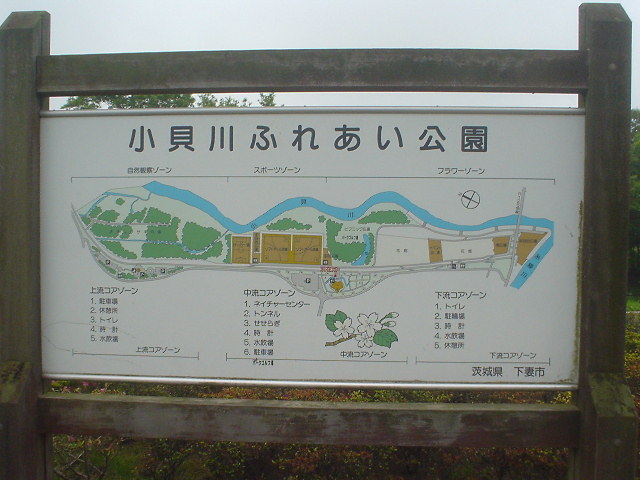 小貝川ふれあい公園
自然観察ゾーン
スポーツゾーン
フラワーゾーン
貝
川
上流コアゾーン
1. 駐車場
2. 休憩所
3. トイレ
4. 時 計
5. 水飲場
中流コアゾーン
1. ネイチャーセンター
2. トンネル
3. せせらぎ
4. 時 計
5. 水飲場
6. 駐車場
下流コアゾーン
1. トイレ
2. 駐輪場
3. 花 壇
4. 水飲場
5. 休憩所
上流コアゾーン
中流コアゾーン
下流コアゾーン
茨城県 下妻市